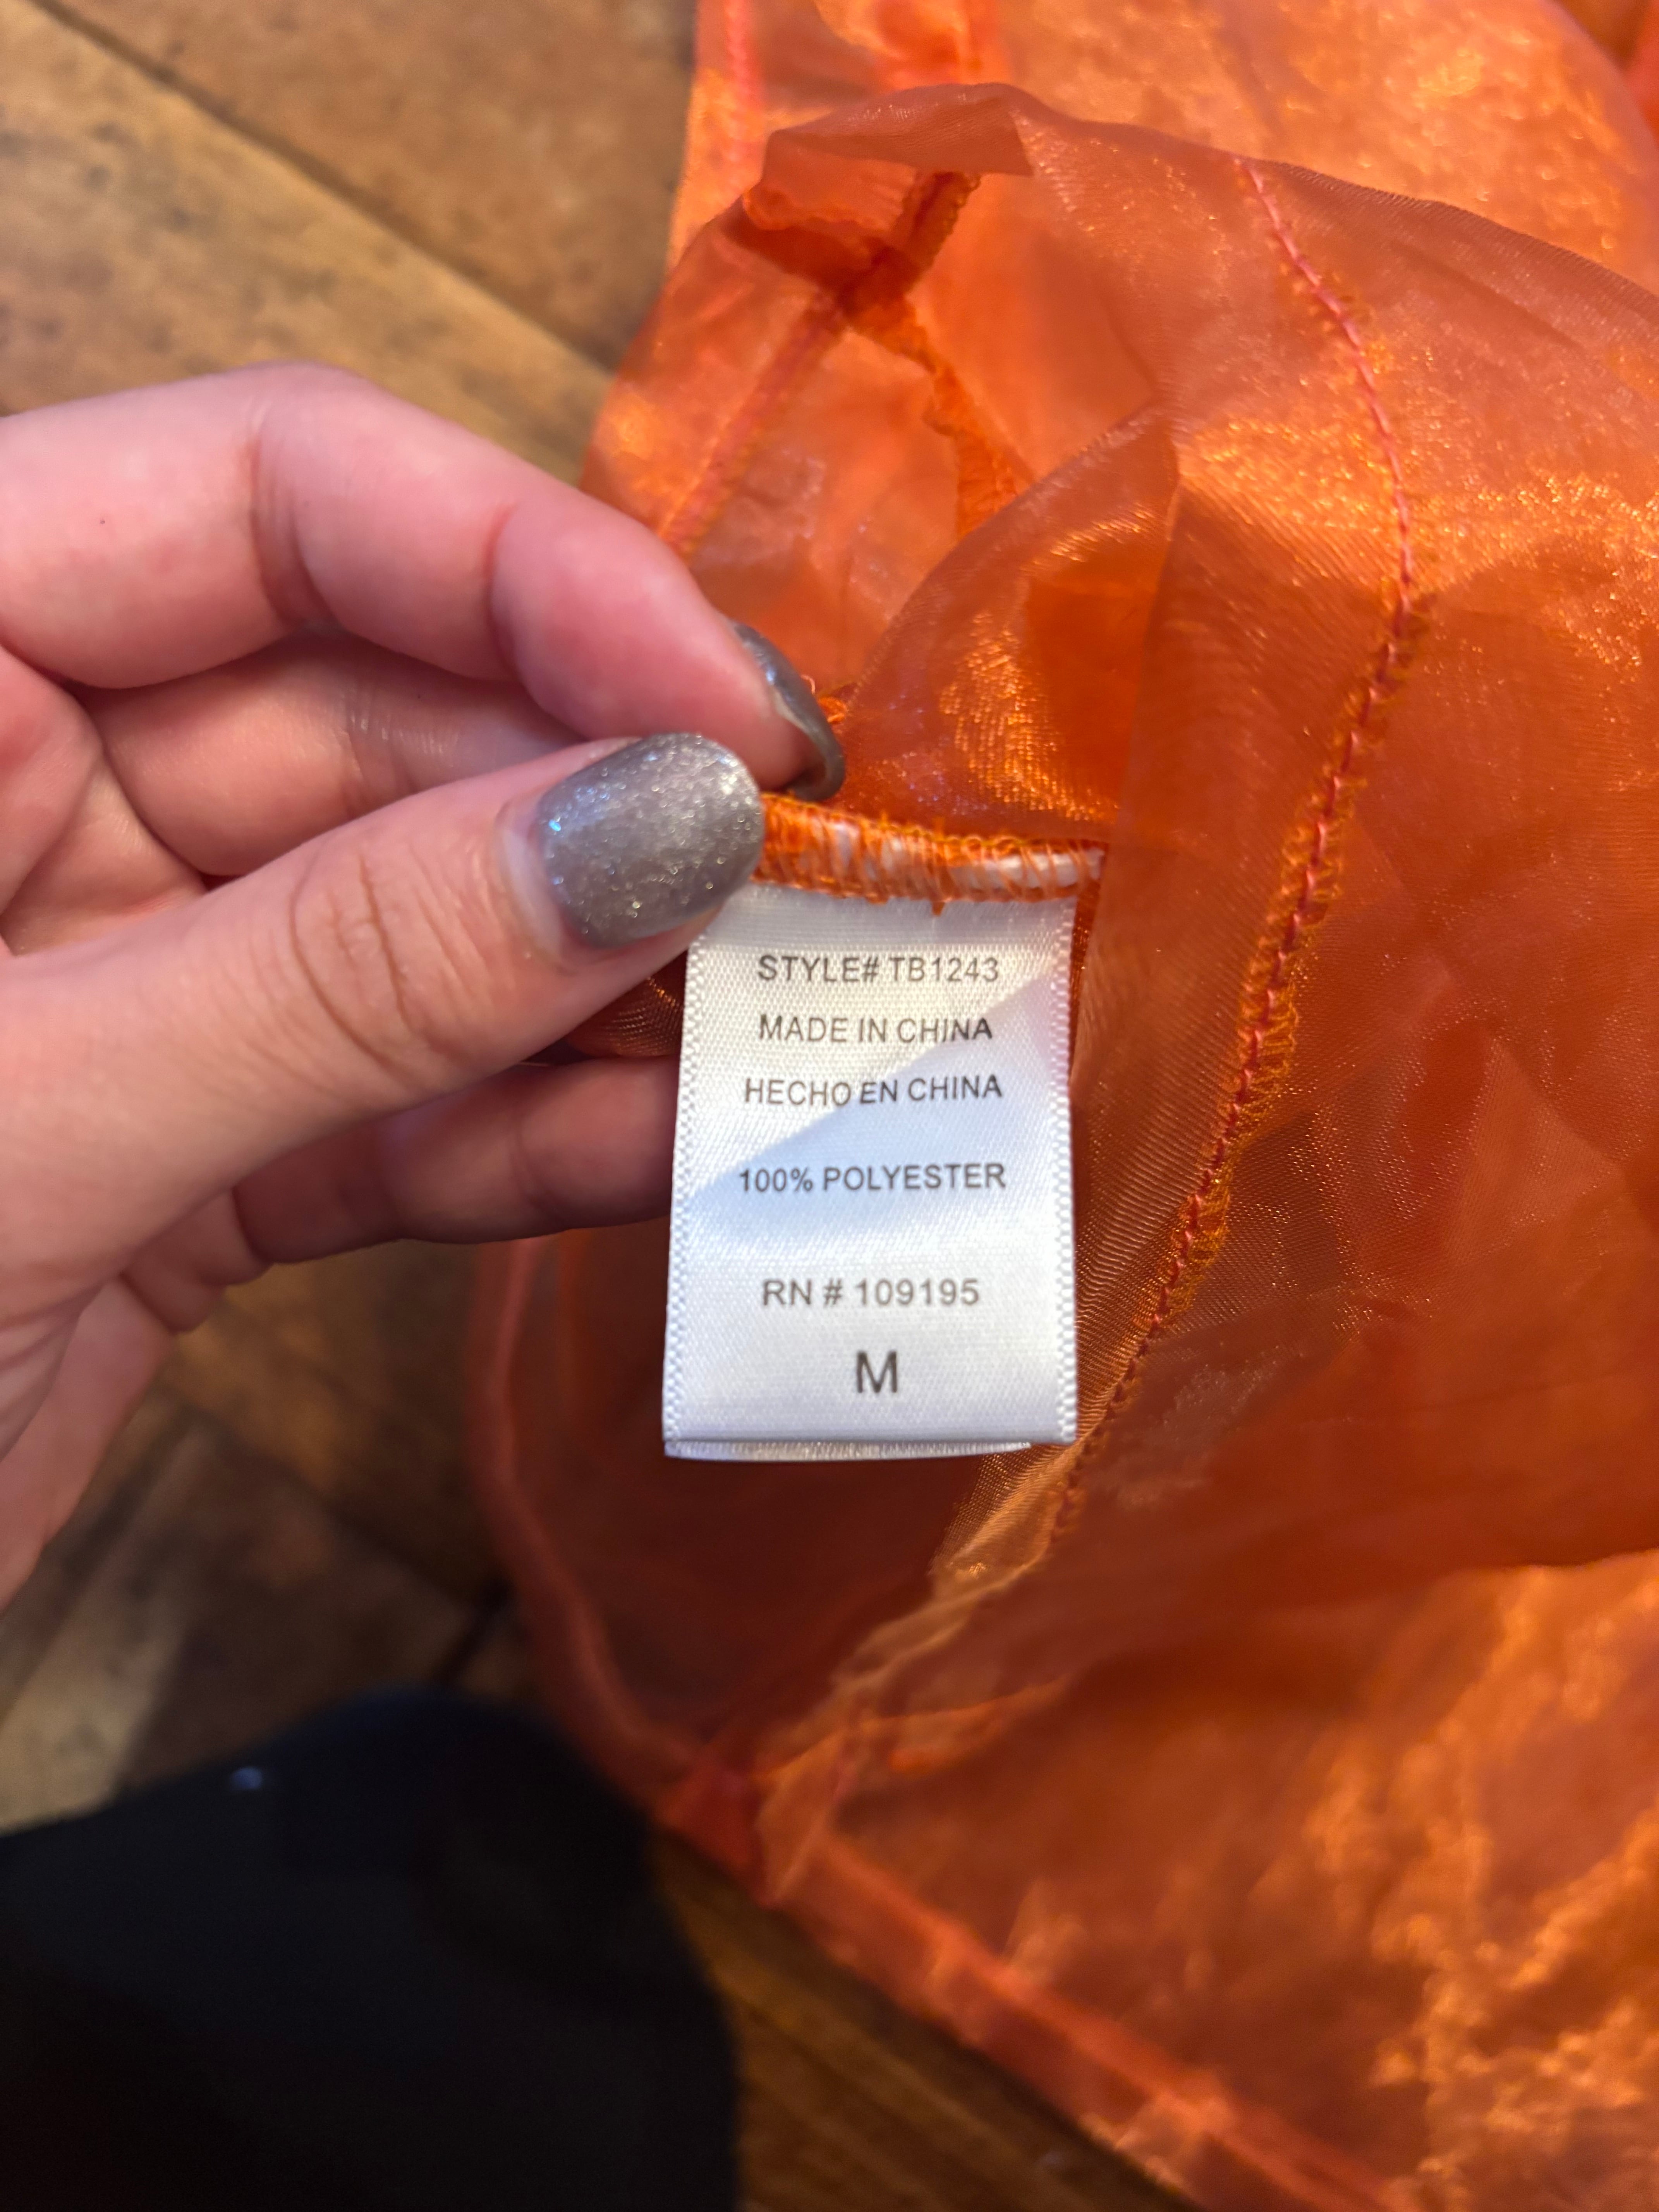 STYLE# TB1243
MADE IN CHINA
HECHO EN CHINA
100% POLYESTER
RN # 109195
M